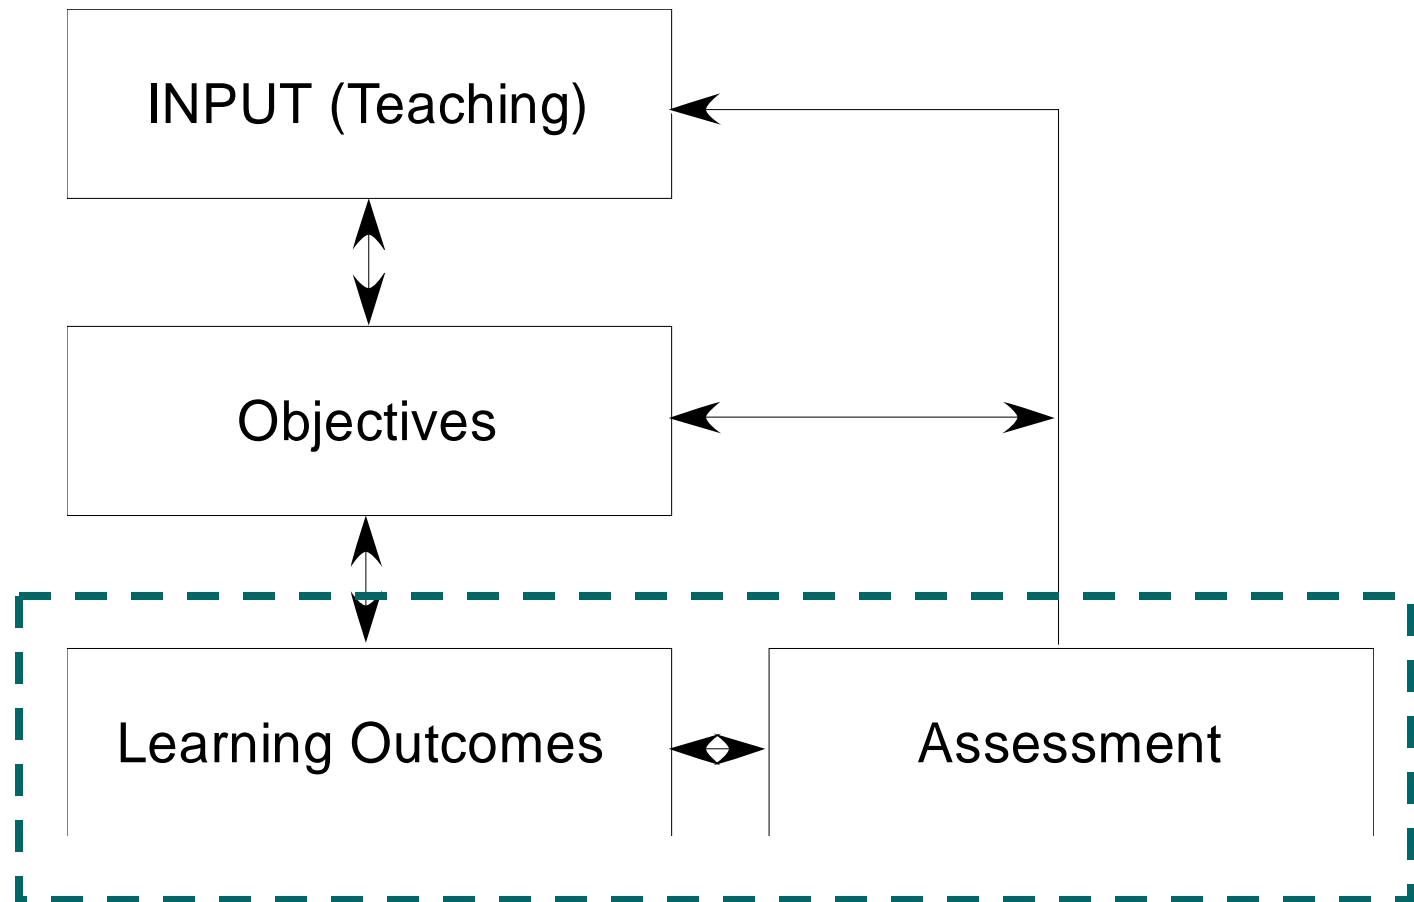 INPUT (Teaching)
Objectives
Learning Outcomes
Assessment